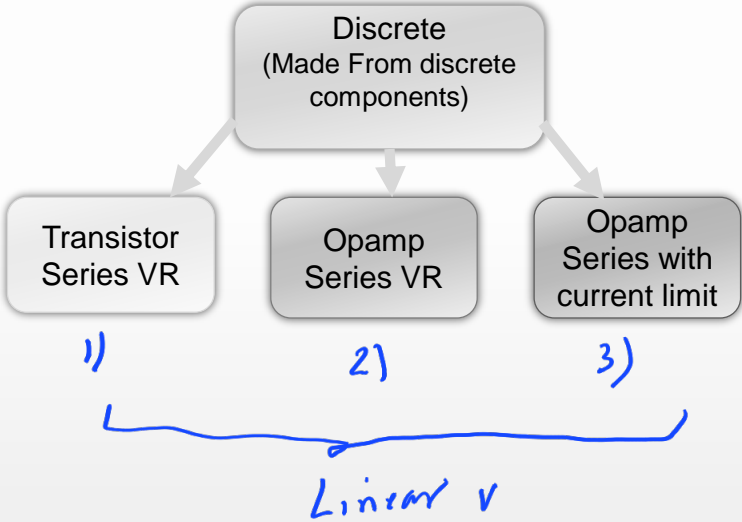 Discrete
(Made From discrete
components)
Transistor
Series VR
Opamp
Series VR
Opamp
Series with
current limit
1)
2)
3)
Linear v